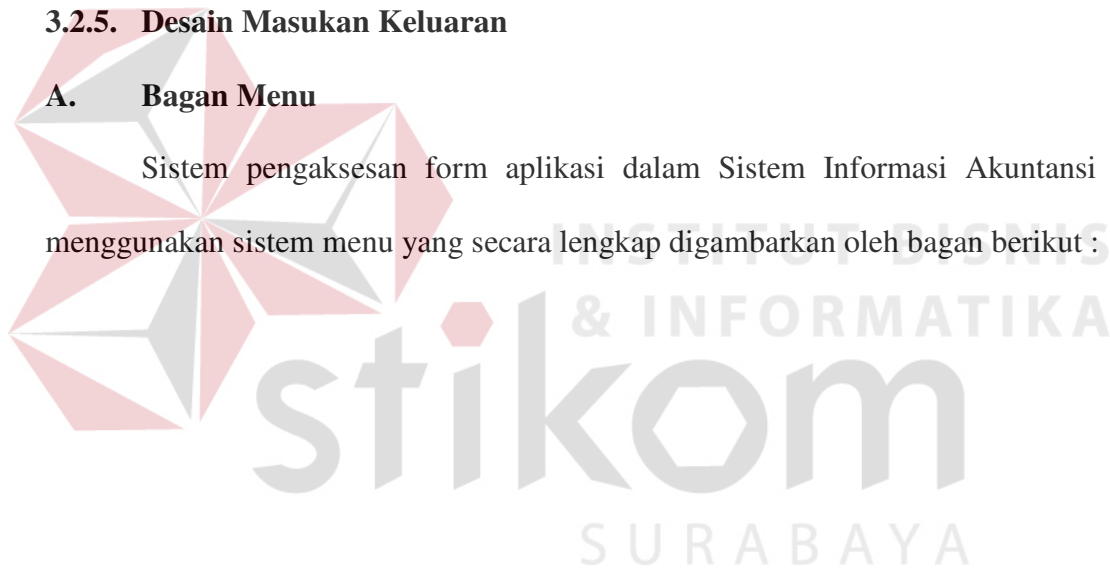 3.2.5. Desain Masukan Keluaran
A. Bagan Menu
Sistem pengaksesan form aplikasi dalam Sistem Informasi Akuntansi
menggunakan sistem menu yang secara lengkap digambarkan oleh bagan berikut :
INSTITUT BISNIS
& INFORMATIKA
stikom
SURABAYA